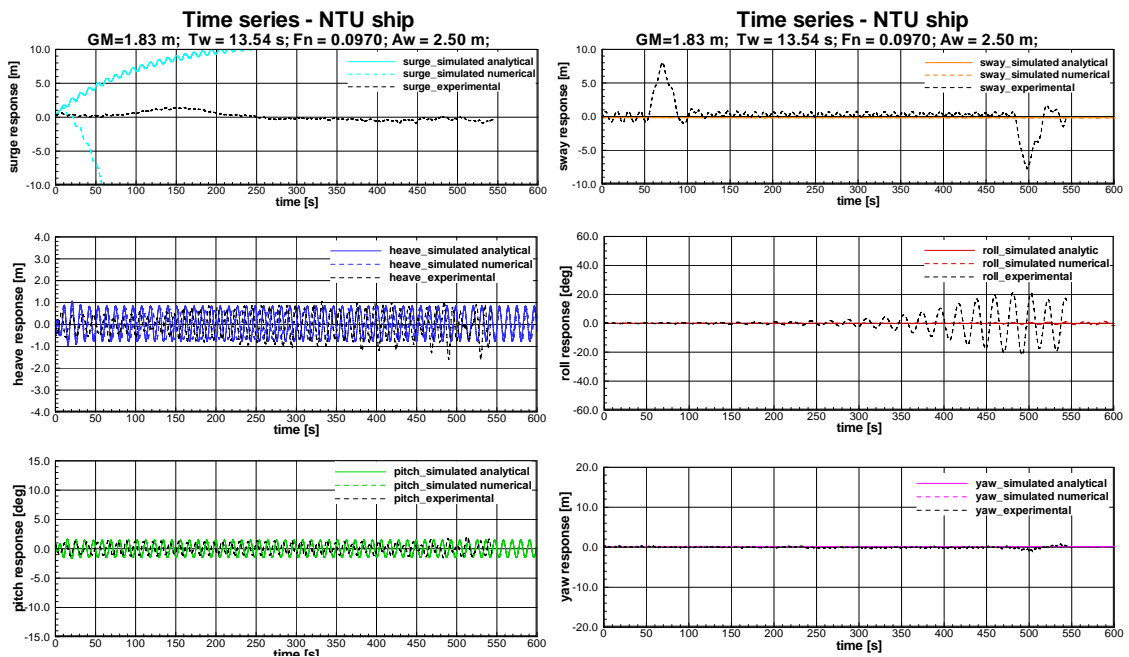 Time series - NTU ship
GM=1.83 m; Tw = 13.54 s; Fn = 0.0970; Aw = 2.50 m;
surge response [m]
10.0
5.0
0.0
-5.0
-10.0
surge_simulated analytical
surge_simulated numerical
surge_experimental
0 50 100 150 200 250 300 350 400 450 500 550 600
time [s]
Time series - NTU ship
GM=1.83 m; Tw = 13.54 s; Fn = 0.0970; Aw = 2.50 m;
sway response [m]
10.0
5.0
0.0
-5.0
-10.0
sway_simulated analytical
sway_simulated numerical
sway_experimental
0 50 100 150 200 250 300 350 400 450 500 550 600
time [s]
heave response [m]
4.0
3.0
2.0
1.0
0.0
-1.0
-2.0
-3.0
-4.0
heave_simulated analytical
heave_simulated numerical
heave_experimental
0 50 100 150 200 250 300 350 400 450 500 550 600
time [s]
roll response [deg]
60.0
40.0
20.0
0.0
-20.0
-40.0
-60.0
roll_simulated analytic
roll_simulated numerical
roll_experimental
0 50 100 150 200 250 300 350 400 450 500 550 600
time [s]
pitch response [deg]
15.0
10.0
5.0
0.0
-5.0
-10.0
-15.0
pitch_simulated analytical
pitch_simulated numerical
pitch_experimental
0 50 100 150 200 250 300 350 400 450 500 550 600
time [s]
yaw response [m]
20.0
10.0
0.0
-10.0
-20.0
yaw_simulated analytical
yaw_simulated numerical
yaw_experimental
0 50 100 150 200 250 300 350 400 450 500 550 600
time [s]